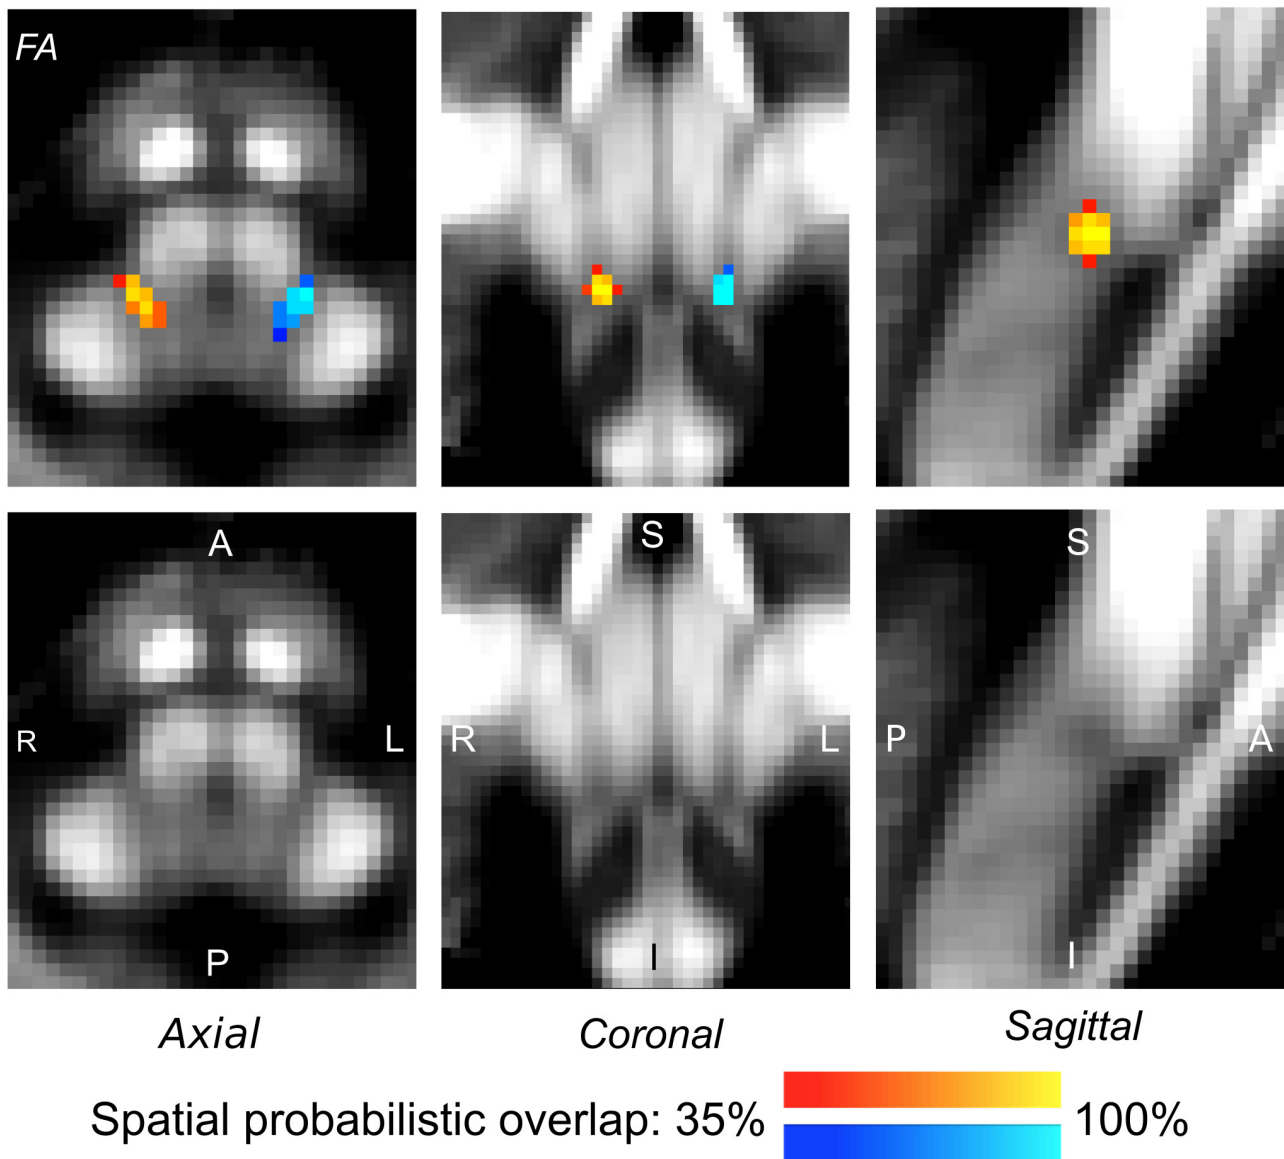 FA
A
S
S
R
L
R
L
P
A
P
I
I
Axial
Coronal
Sagittal
Spatial probabilistic overlap: 35%
100%